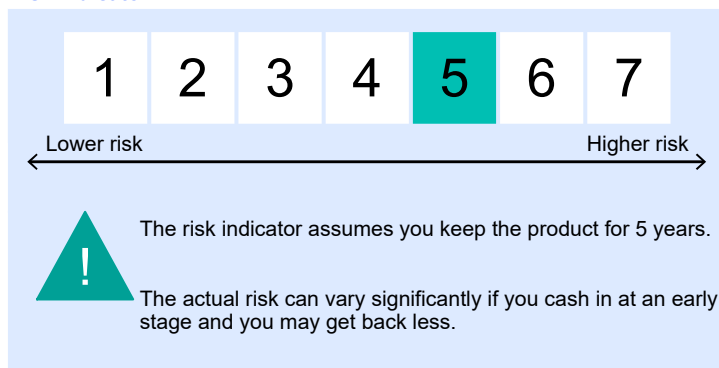 1 2 3 4 5 6 7
Lower risk Higher risk
!
The risk indicator assumes you keep the product for 5 years.
The actual risk can vary significantly if you cash in at an early
stage and you may get back less.